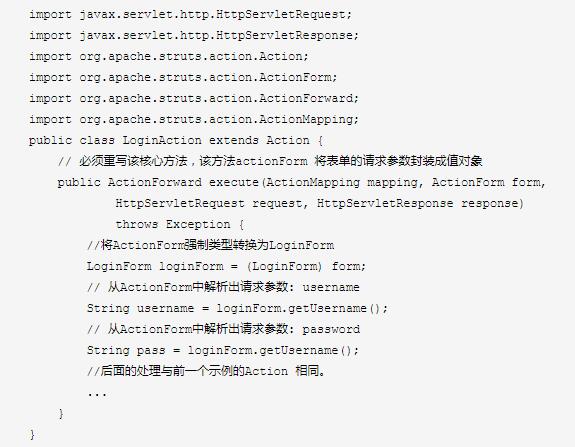 import javax.servlet.http.HttpServletRequest;
import javax.servlet.http.HttpServletResponse;
import org.apache.struts.action.Action;
import org.apache.struts.action.ActionForm;
import org.apache.struts.action.ActionForward;
import org.apache.struts.action.ActionMapping;
public class LoginAction extends Action {
// 必须重写该核心方法，该方法actionForm 将表单的请求参数封装成值对象
public ActionForward execute(ActionMapping mapping, ActionForm form,
HttpServletRequest request, HttpServletResponse response)
throws Exception {
//将ActionForm强制类型转换为LoginForm
LoginForm loginForm = (LoginForm) form;
// 从ActionForm中解析出请求参数: username
String username = loginForm.getUsername();
// 从ActionForm中解析出请求参数: password
String pass = loginForm.getUsername();
//后面的处理与前一个示例的Action 相同。
...
}
}